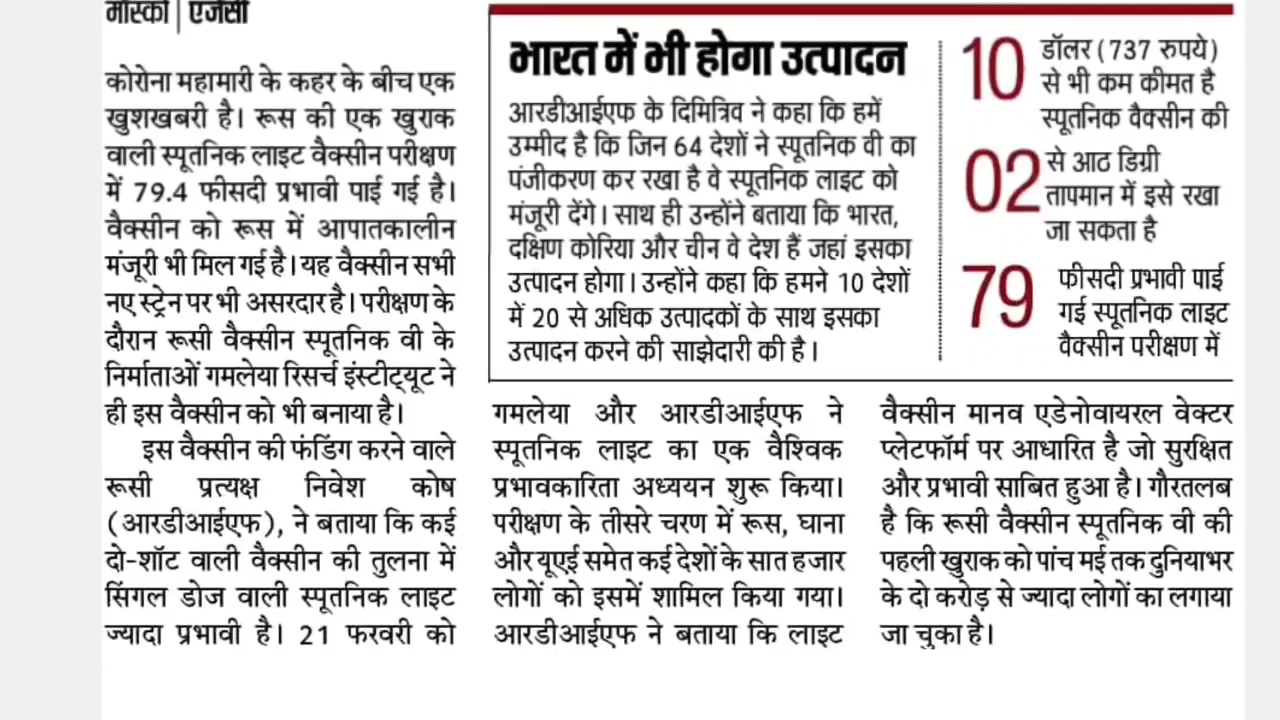 मॉस्को | एजेंसी
कोरोना महामारी के कहर के बीच एक
खुशखबरी है। रूस की एक खुराक
वाली स्पूतनिक लाइट वैक्सीन परीक्षण
में 79.4 फीसदी प्रभावी पाई गई है।
वैक्सीन को रूस में आपातकालीन
मंजूरी भी मिल गई है। यह वैक्सीन सभी
नए स्ट्रेन पर भी असरदार है। परीक्षण के
दौरान रूसी वैक्सीन स्पूतनिक वी के
निर्माताओं गमलेया रिसर्च इंस्टीट्यूट ने
ही इस वैक्सीन को भी बनाया है।
इस वैक्सीन की फंडिंग करने वाले
रूसी प्रत्यक्ष निवेश कोष
(आरडीआईएफ), ने बताया कि कई
दो-शॉट वाली वैक्सीन की तुलना में
सिंगल डोज वाली स्पूतनिक लाइट
ज्यादा प्रभावी है। 21 फरवरी को
भारत में भी होगा उत्पादन
आरडीआईएफ के दिमित्रिव ने कहा कि हमें
उम्मीद है कि जिन 64 देशों ने स्पूतनिक वी का
पंजीकरण कर रखा है वे स्पूतनिक लाइट को
मंजूरी देंगे। साथ ही उन्होंने बताया कि भारत,
दक्षिण कोरिया और चीन वे देश हैं जहां इसका
उत्पादन होगा। उन्होंने कहा कि हमने 10 देशों
में 20 से अधिक उत्पादकों के साथ इसका
उत्पादन करने की साझेदारी की है।
10 डॉलर (737 रुपये)
से भी कम कीमत है
स्पूतनिक वैक्सीन की
02 से आठ डिग्री
तापमान में इसे रखा
जा सकता है
79 फीसदी प्रभावी पाई
गई स्पूतनिक लाइट
वैक्सीन परीक्षण में
गमलेया और आरडीआईएफ ने
स्पूतनिक लाइट का एक वैश्विक
प्रभावकारिता अध्ययन शुरू किया।
परीक्षण के तीसरे चरण में रूस, घाना
और यूएई समेत कई देशों के सात हजार
लोगों को इसमें शामिल किया गया।
आरडीआईएफ ने बताया कि लाइट
वैक्सीन मानव एडेनोवायरल वेक्टर
प्लेटफॉर्म पर आधारित है जो सुरक्षित
और प्रभावी साबित हुआ है। गौरतलब
है कि रूसी वैक्सीन स्पूतनिक वी की
पहली खुराक को पांच मई तक दुनियाभर
के दो करोड़ से ज्यादा लोगों का लगाया
जा चुका है।